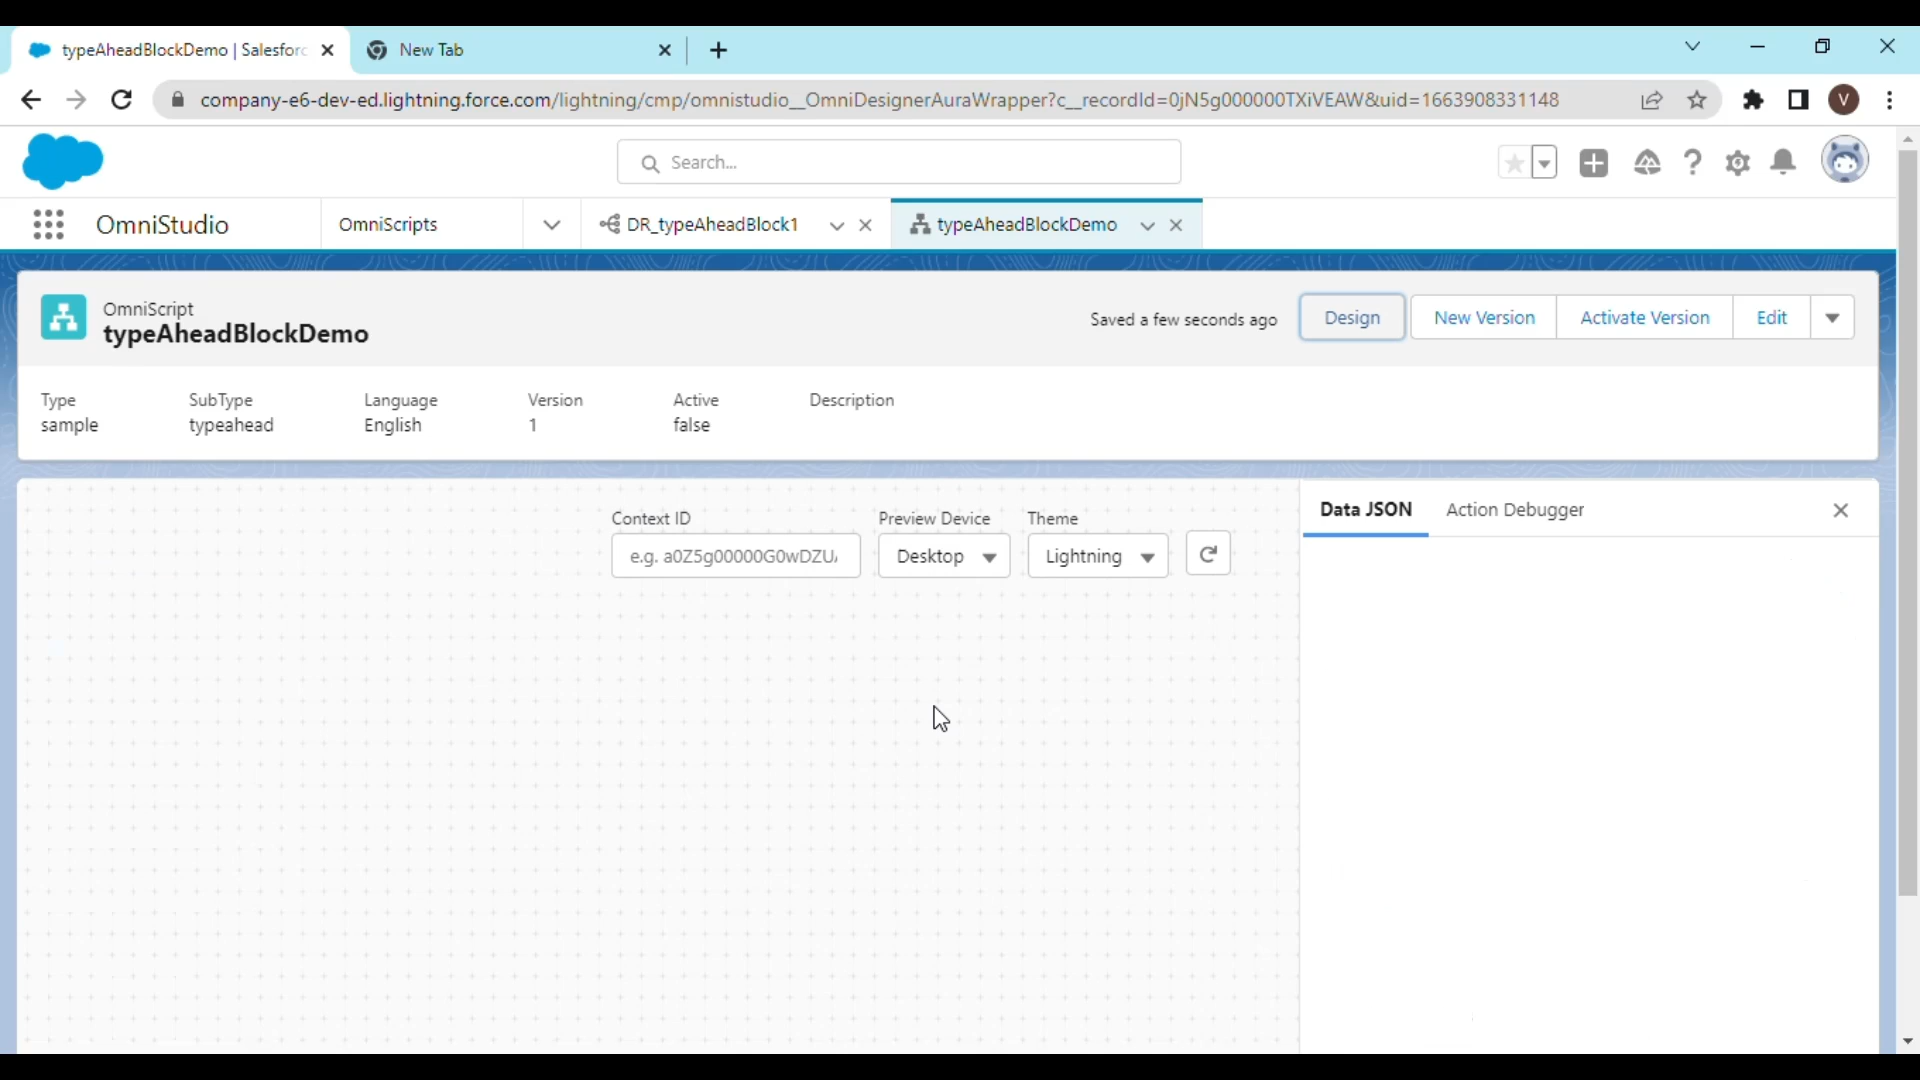 typeAheadBlockDemo | Salesforc
New Tab
company-e6-dev-ed.lightning.force.com/lightning/cmp/omnistudio__OmniDesignerAuraWrapper?c__recordId=0jN5g000000TXiVEAW&uid=1663908331148
V
Search...
OmniStudio
OmniScripts
DR_typeAheadBlock1
typeAheadBlockDemo
OmniScript
typeAheadBlockDemo
Saved a few seconds ago
Design
New Version
Activate Version
Edit
Type
SubType
Language
Version
Active
Description
sample
typeahead
English
1
false
Context ID
Preview Device
Theme
e.g. a0Z5g00000G0wDZU
Desktop
Lightning
Data JSON
Action Debugger